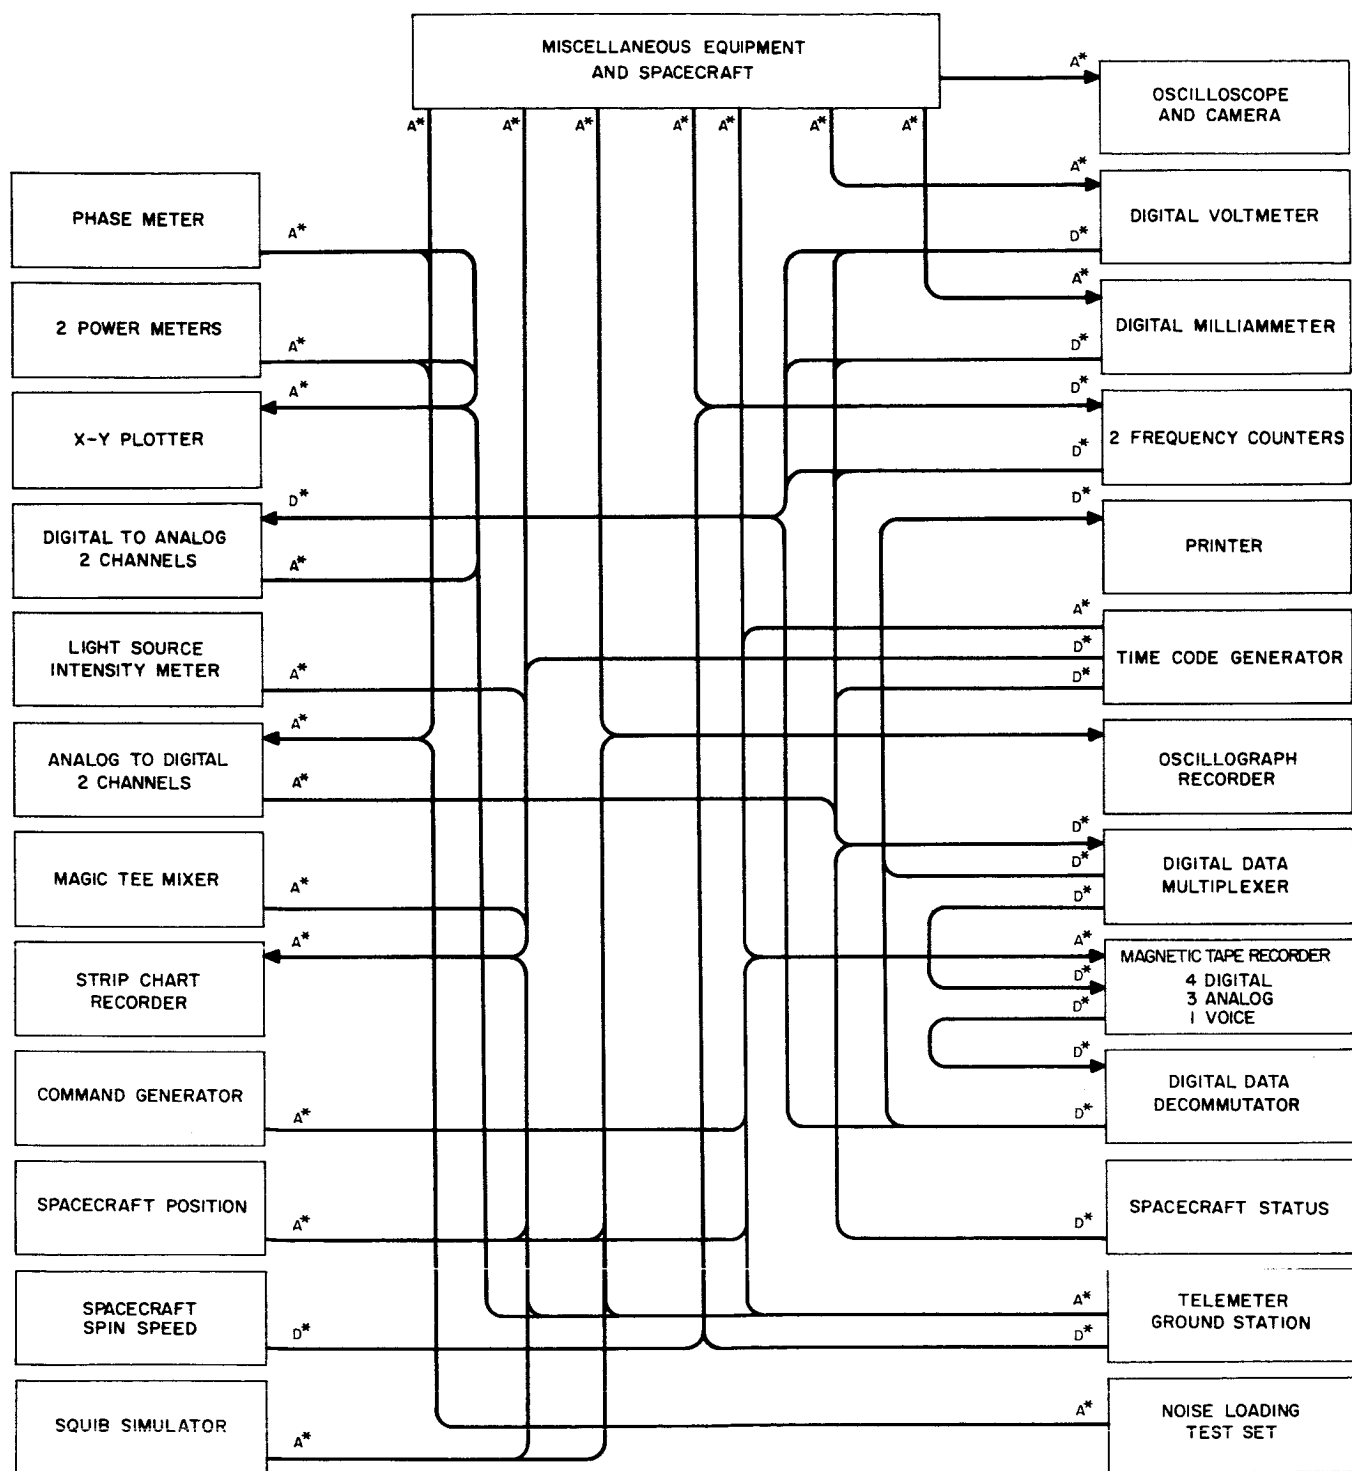 MISCELLANEOUS EQUIPMENT
AND SPACECRAFT
A*
A*
A*
A*
A*
A*
A*
A*
OSCILLOSCOPE
AND CAMERA
PHASE METER
A*
2 POWER METERS
A*
A*
X-Y PLOTTER
D*
DIGITAL TO ANALOG
2 CHANNELS
A*
LIGHT SOURCE
INTENSITY METER
A*
A*
ANALOG TO DIGITAL
2 CHANNELS
A*
MAGIC TEE MIXER
A*
A*
STRIP CHART
RECORDER
COMMAND GENERATOR
A*
SPACECRAFT POSITION
A*
SPACECRAFT
SPIN SPEED
D*
SQUIB SIMULATOR
A*
A*
DIGITAL VOLTMETER
D*
A*
DIGITAL MILLIAMMETER
D*
D*
2 FREQUENCY COUNTERS
D*
D*
PRINTER
A*
D*
TIME CODE GENERATOR
D*
OSCILLOGRAPH
RECORDER
D*
D*
DIGITAL DATA
MULTIPLEXER
D*
A*
MAGNETIC TAPE RECORDER
D*
4 DIGITAL
3 ANALOG
D*
1 VOICE
D*
DIGITAL DATA
DECOMMUTATOR
D*
SPACECRAFT STATUS
D*
A*
TELEMETER
GROUND STATION
D*
A*
NOISE LOADING
TEST SET